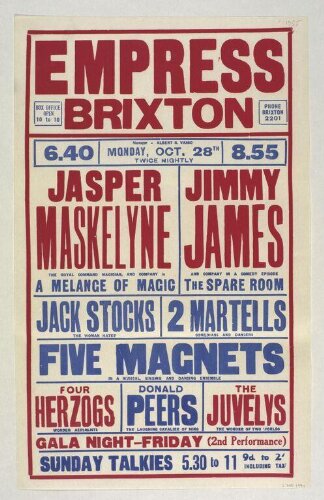 EMPRESS
BOX OFFICE OPEN 10 to 10
BRIXTON
PHONE BRIXTON 2201
6.40
Manager - ALBERT S. VASCO
MONDAY, OCT. 28TH
TWICE NIGHTLY
8.55
JASPER
MASKELYNE
THE ROYAL COMMAND MAGICIAN, AND COMPANY in
A MELANGE OF MAGIC
JIMMY
JAMES
AND COMPANY IN A COMEDY EPISODE
THE SPARE ROOM
JACK STOCKS
THE WOMAN HATER
2 MARTELLS
COMEDIANS AND DANCERS
FIVE MAGNETS
IN A MUSICAL, SINGING AND DANCING ENSEMBLE
FOUR
HERZOGS
WONDER AERIALISTS
DONALD
PEERS
THE LAUGHING CAVALIER OF SONG
THE
JUVELYS
THE WONDER OF TWO WORLDS
GALA NIGHT-FRIDAY (2nd Performance)
SUNDAY TALKIES 5.30 to 11 9d. to 2/
INCLUDING TAX